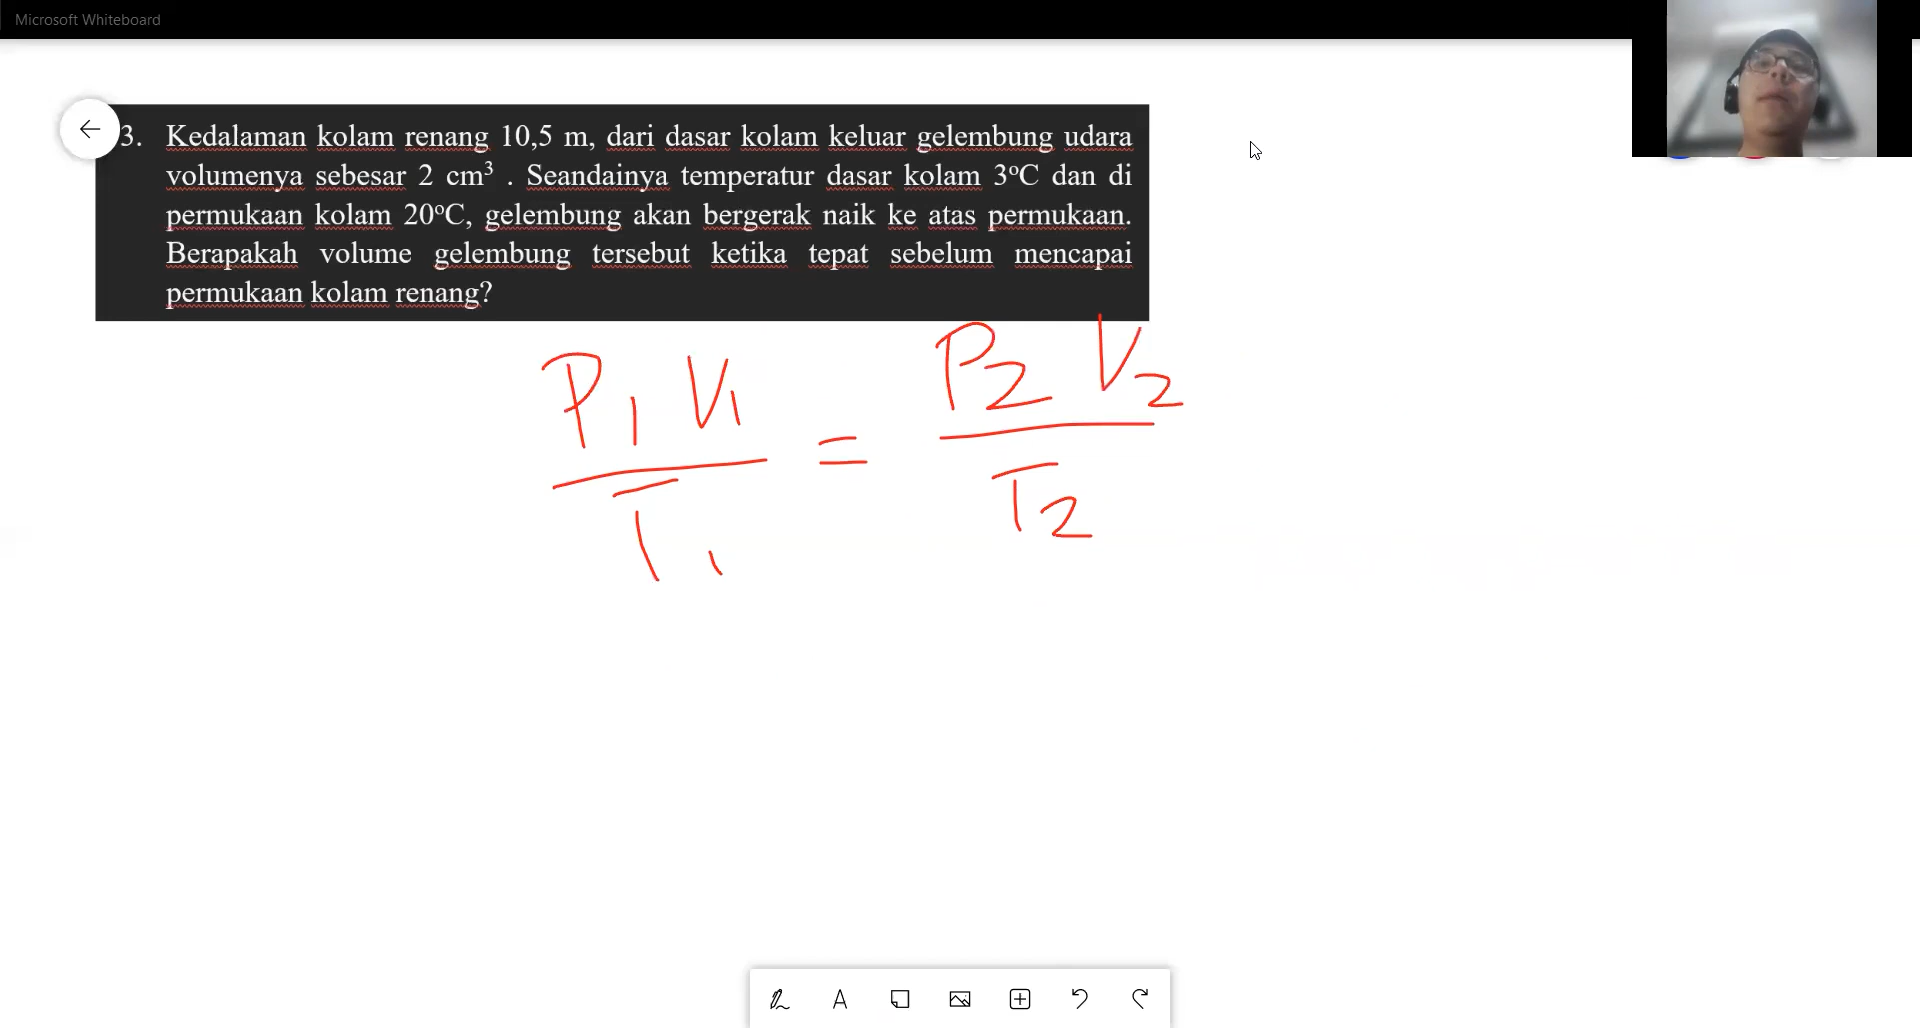 Microsoft Whiteboard
3. Kedalaman kolam renang 10,5 m, dari dasar kolam keluar gelembung udara
volumenya sebesar 2 cm³ . Seandainya temperatur dasar kolam 3ºC dan di
permukaan kolam 20ºC, gelembung akan bergerak naik ke atas permukaan.
Berapakah volume gelembung tersebut ketika tepat sebelum mencapai
permukaan kolam renang?
P₁ V₁ / T₁ = P₂ V₂ / T₂
A